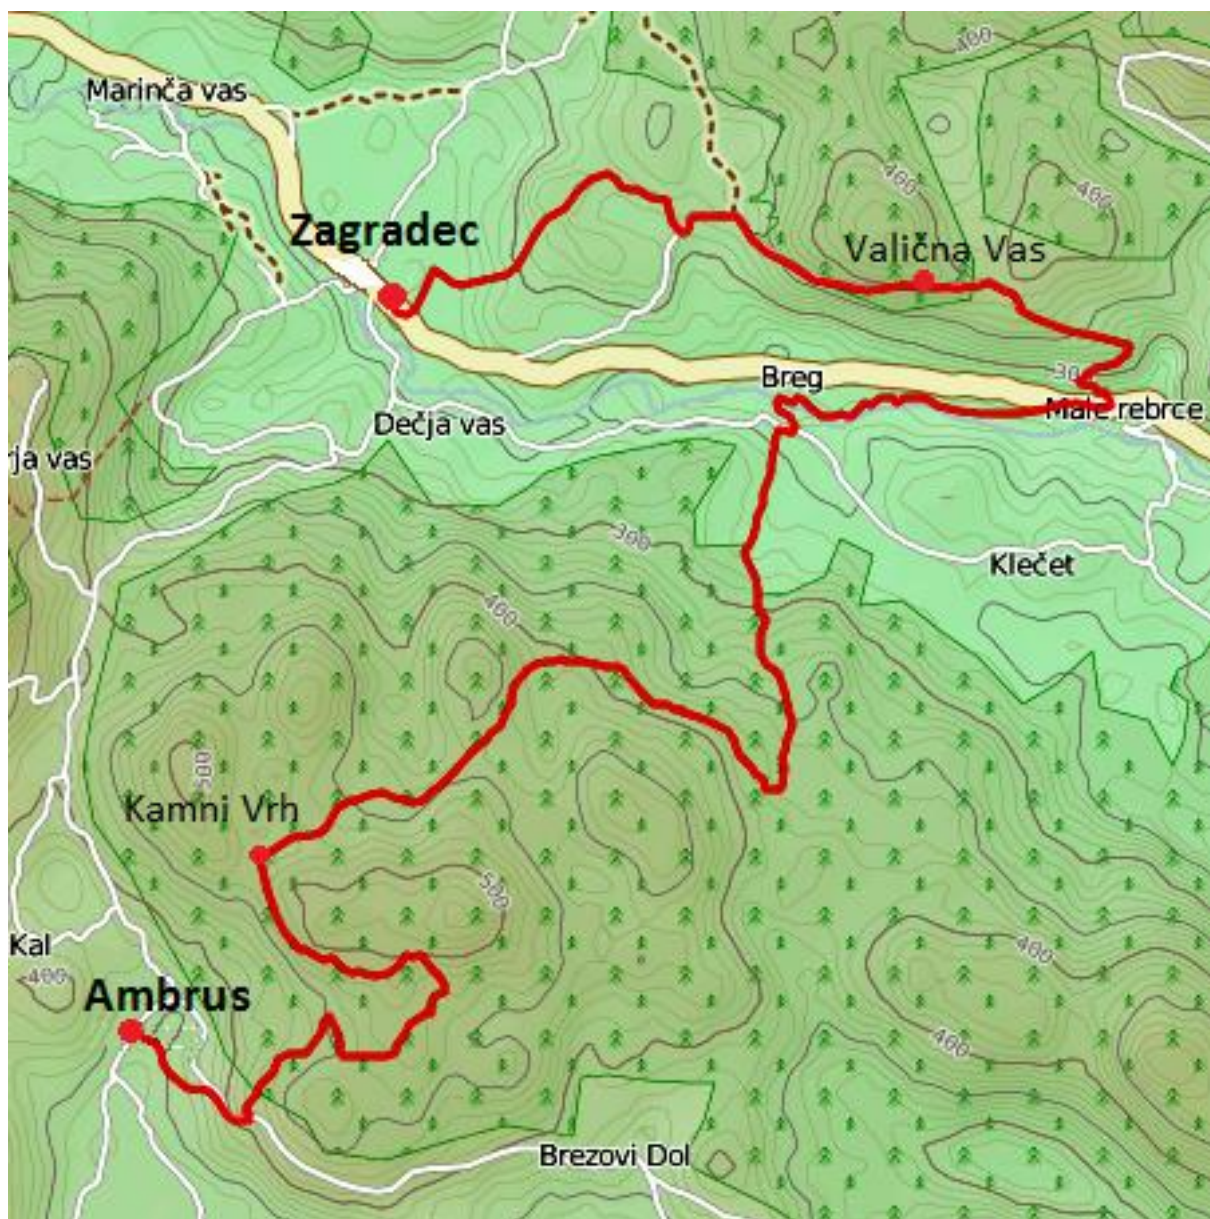 400
Marinča vas
400
400
Zagradec
Valična Vas
30
Breg
Male rebrce
Dečja vas
rja vas
300
Klečet
400
500
Kamni Vrh
500
Kal
400
400
Ambrus
400
Brezovi Dol